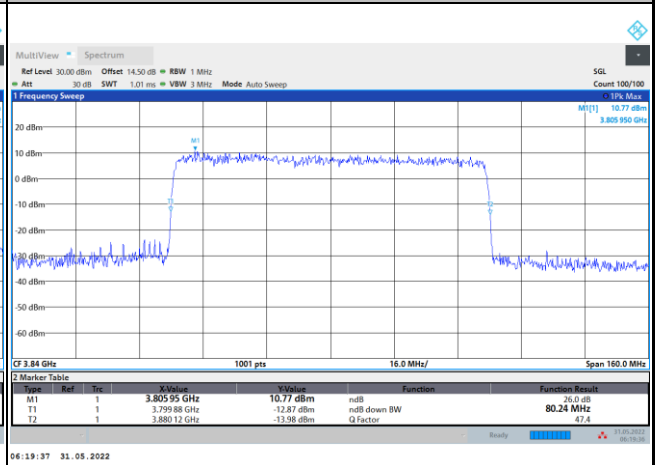 MultiView Spectrum
Ref Level 30.00 dBm Offset 14.50 dB RBW 1 MHz SGL
Att 30 dB SWT 1.01 ms VBW 3 MHz Mode Auto Sweep Count 100/100
1 Frequency Sweep 1Pk Max
M1[1] 10.77 dBm
3.805 950 GHz
20 dBm
M1
10 dBm
0 dBm
-10 dBm
-20 dBm
-30 dBm
-40 dBm
-50 dBm
-60 dBm
CF 3.84 GHz 1001 pts 16.0 MHz/ Span 160.0 MHz
2 Marker Table
Type Ref Trc X-Value Y-Value Function Function Result
M1 1 3.805 95 GHz 10.77 dBm ndB 26.0 dB
T1 1 3.799 88 GHz -12.87 dBm ndB down BW 80.24 MHz
T2 1 3.880 12 GHz -13.98 dBm Q Factor 47.4
Ready 31.05.2022
06:19:36
06:19:37 31.05.2022